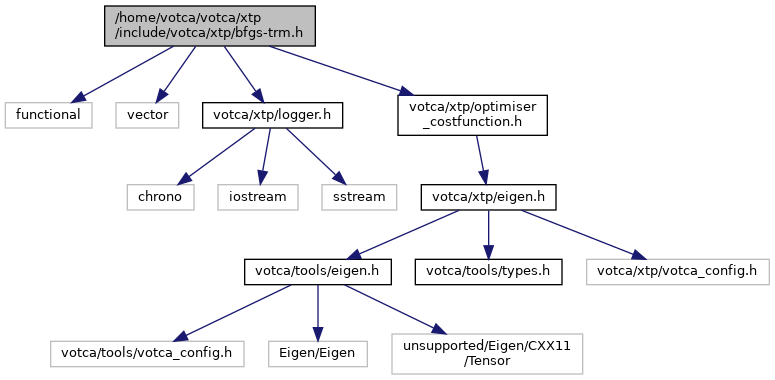 /home/votca/votca/xtp
/include/votca/xtp/bfgs-trm.h
functional
vector
votca/xtp/logger.h
votca/xtp/optimiser
_costfunction.h
chrono
iostream
sstream
votca/xtp/eigen.h
votca/tools/eigen.h
votca/tools/types.h
votca/xtp/votca_config.h
votca/tools/votca_config.h
Eigen/Eigen
unsupported/Eigen/CXX11
/Tensor